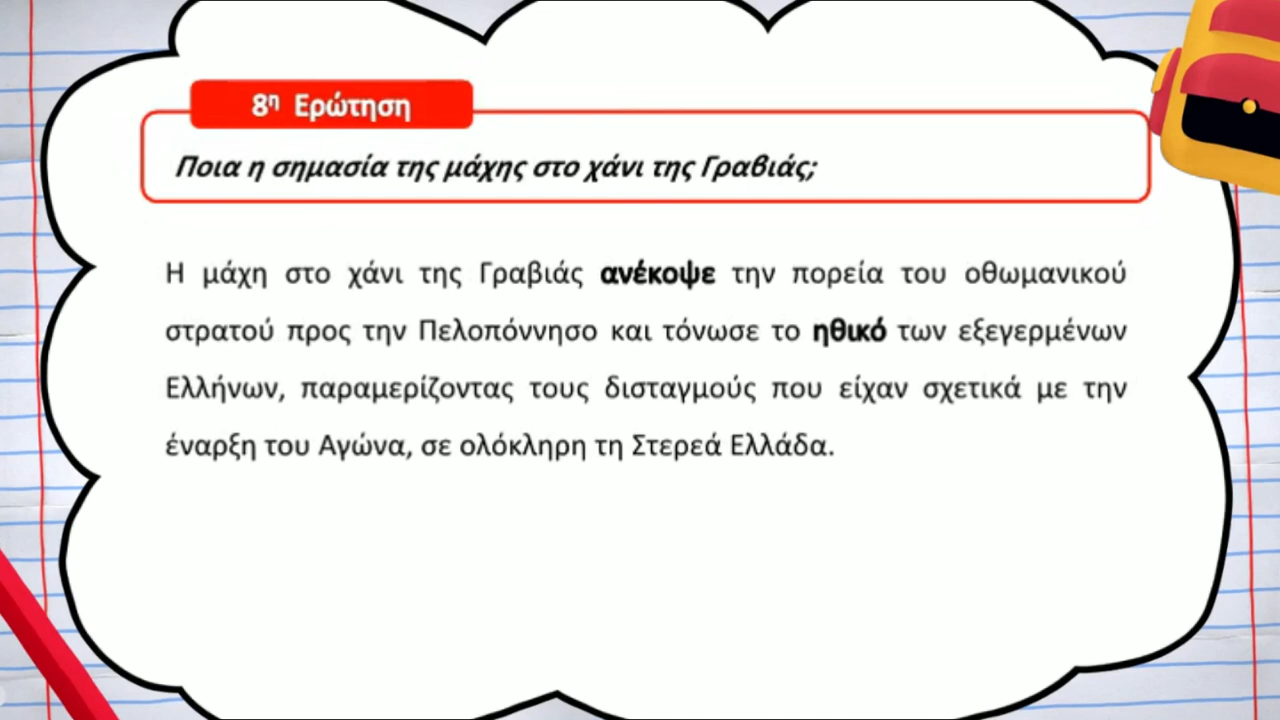 8η Ερώτηση
Ποια η σημασία της μάχης στο χάνι της Γραβιάς;
Η μάχη στο χάνι της Γραβιάς ανέκοψε την πορεία του οθωμανικού
στρατού προς την Πελοπόννησο και τόνωσε το ηθικό των εξεγερμένων
Ελλήνων, παραμερίζοντας τους δισταγμούς που είχαν σχετικά με την
έναρξη του Αγώνα, σε ολόκληρη τη Στερεά Ελλάδα.